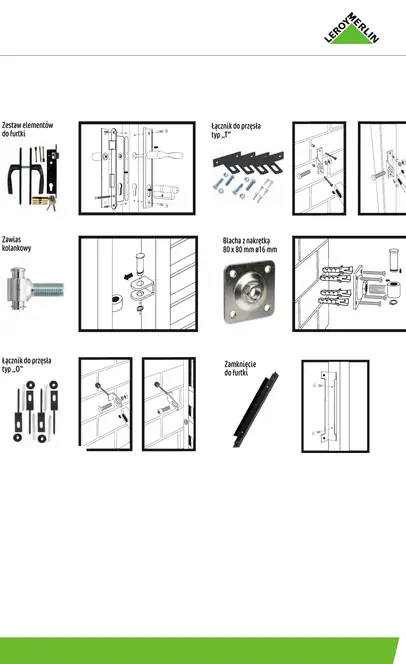 LEROY MERLIN
Zestaw elementów
do furtki
Łącznik do przęsła
typ „T”
Zawias
kolankowy
Blacha z nakrętką
80 x 80 mm ø16 mm
Łącznik do przęsła
typ „O”
Zamknięcie
do furtki